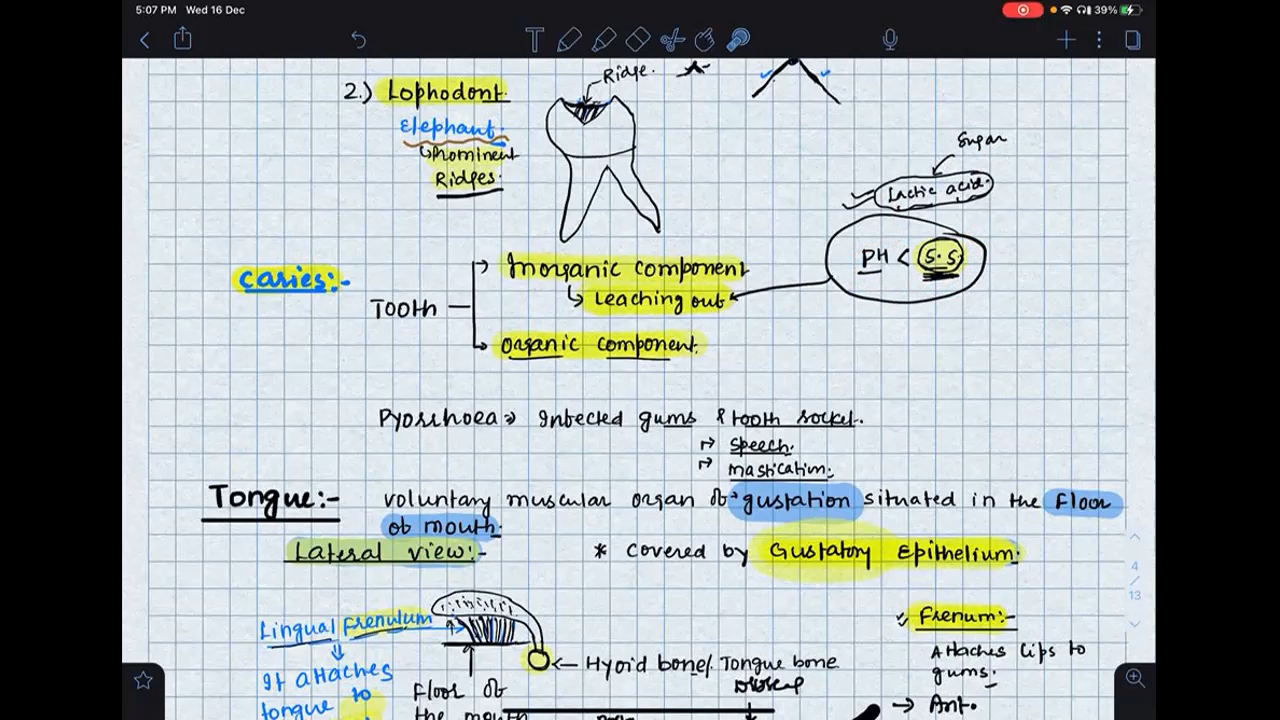 5:07 PM Wed 16 Dec
39%
Ridge.
2.) Lophodont
Elephant.
Prominent
Ridges.
Sugar
Lactic acid.
PH < 5.5
Caries:-
Tooth
Inorganic component
Leaching out
organic component.
Pyorrhoea ⇒ Infected gums & tooth socket.
Speech.
mastication.
Tongue:- voluntary muscular organ of gustation situated in the Floor
of mouth.
Lateral view:- * covered by Gustatory Epithelium:
4
/
13
Lingual frenulum
Frenum:-
Attaches lips to
gums.
It attaches
tongue to
Hyoid bone/. Tongue bone
Floor of
the mouth
→ Ant.